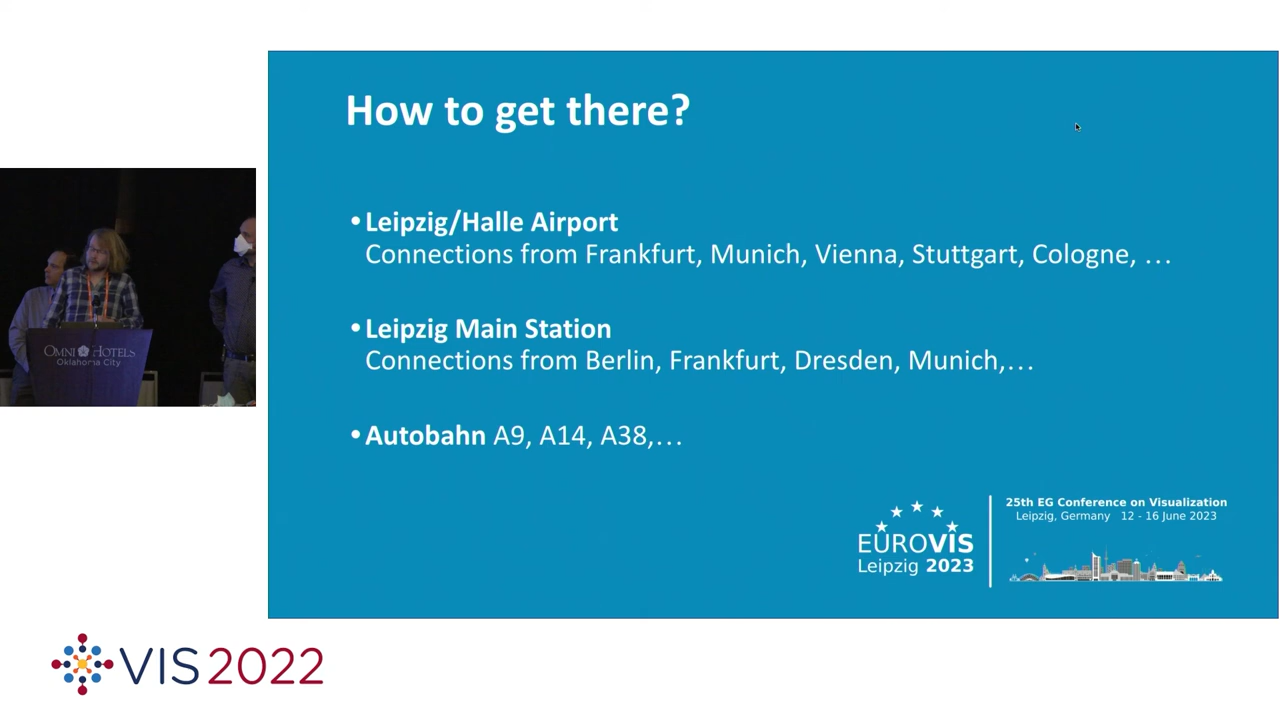 How to get there?
•Leipzig/Halle Airport
Connections from Frankfurt, Munich, Vienna, Stuttgart, Cologne, …
•Leipzig Main Station
Connections from Berlin, Frankfurt, Dresden, Munich,…
•Autobahn A9, A14, A38,…
OMNI HOTELS
Oklahoma City
EUROVIS
Leipzig 2023
25th EG Conference on Visualization
Leipzig, Germany 12 - 16 June 2023
VIS2022